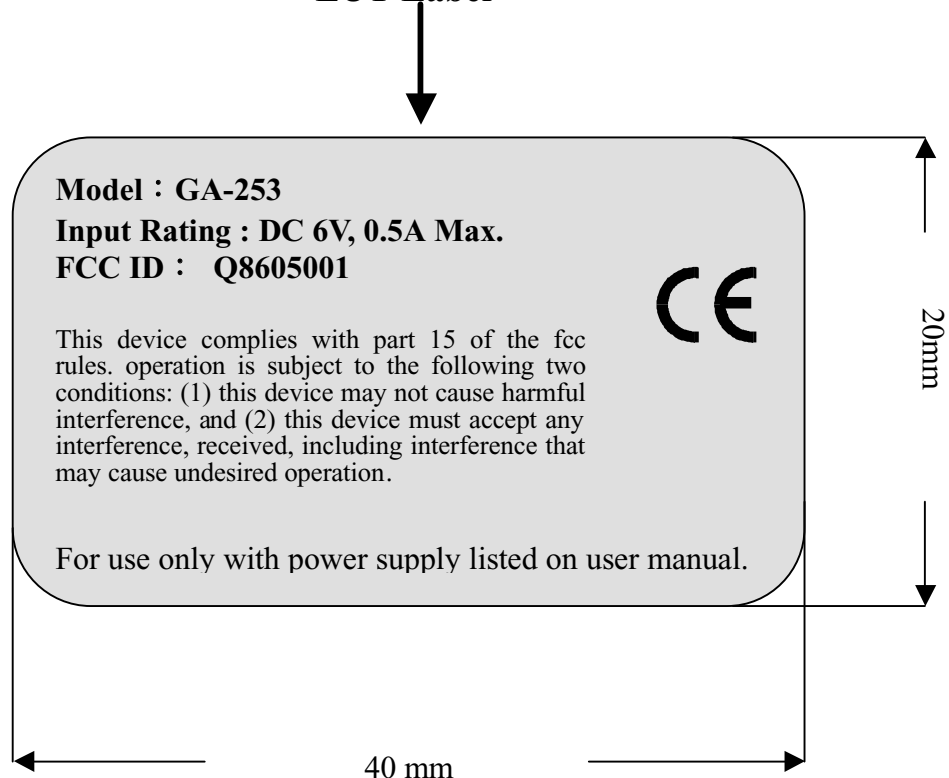 Label
Model：GA-253
Input Rating : DC 6V, 0.5A Max.
FCC ID： Q8605001
CE
This device complies with part 15 of the fcc
rules. operation is subject to the following two
conditions: (1) this device may not cause harmful
interference, and (2) this device must accept any
interference, received, including interference that
may cause undesired operation.
For use only with power supply listed on user manual.
20mm
40 mm